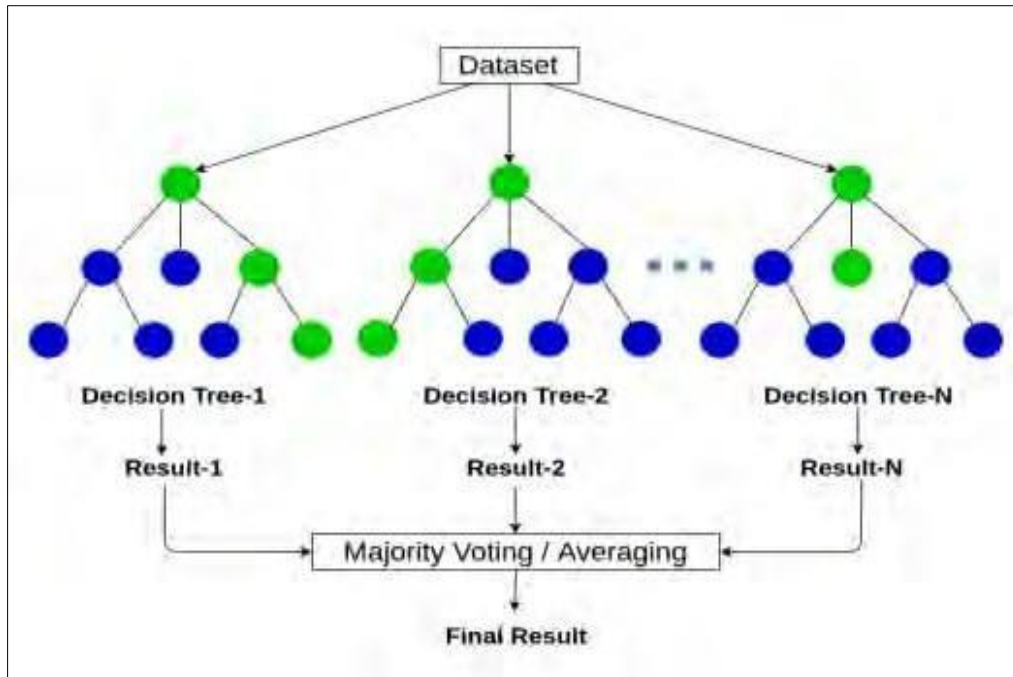 Dataset
Decision Tree-1
Decision Tree-2
Decision Tree-N
Result-1
Result-2
Result-N
Majority Voting / Averaging
Final Result